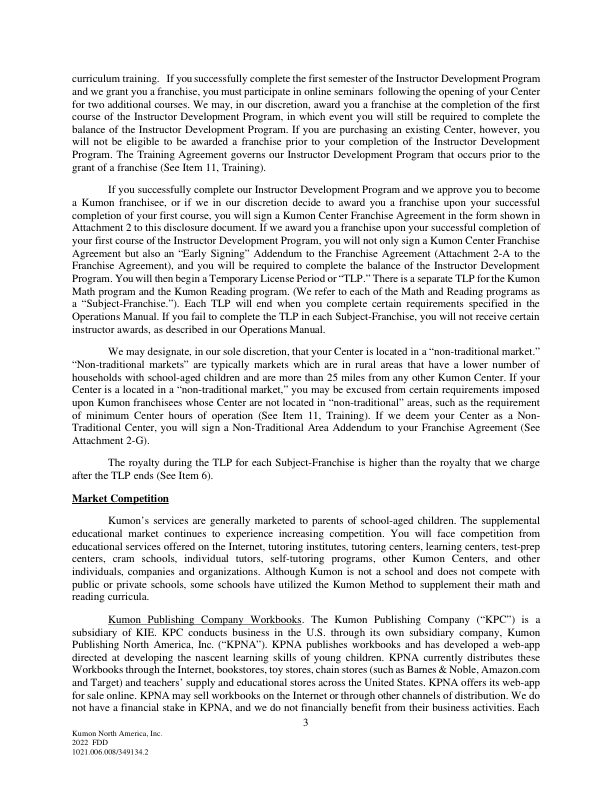 curriculum training.   If you successfully complete the first semester of the Instructor Development Program
and we grant you a franchise, you must participate in online seminars  following the opening of your Center
for two additional courses. We may, in our discretion, award you a franchise at the completion of the first
course of the Instructor Development Program, in which event you will still be required to complete the
balance of the Instructor Development Program. If you are purchasing an existing Center, however, you
will not be eligible to be awarded a franchise prior to your completion of the Instructor Development
Program. The Training Agreement governs our Instructor Development Program that occurs prior to the
grant of a franchise (See Item 11, Training).
If you successfully complete our Instructor Development Program and we approve you to become
a Kumon franchisee, or if we in our discretion decide to award you a franchise upon your successful
completion of your first course, you will sign a Kumon Center Franchise Agreement in the form shown in
Attachment 2 to this disclosure document. If we award you a franchise upon your successful completion of
your first course of the Instructor Development Program, you will not only sign a Kumon Center Franchise
Agreement but also an “Early Signing” Addendum to the Franchise Agreement (Attachment 2-A to the
Franchise Agreement), and you will be required to complete the balance of the Instructor Development
Program. You will then begin a Temporary License Period or “TLP.” There is a separate TLP for the Kumon
Math program and the Kumon Reading program. (We refer to each of the Math and Reading programs as
a “Subject-Franchise.”). Each TLP will end when you complete certain requirements specified in the
Operations Manual. If you fail to complete the TLP in each Subject-Franchise, you will not receive certain
instructor awards, as described in our Operations Manual.
We may designate, in our sole discretion, that your Center is located in a “non-traditional market.”
“Non-traditional markets” are typically markets which are in rural areas that have a lower number of
households with school-aged children and are more than 25 miles from any other Kumon Center. If your
Center is a located in a “non-traditional market,” you may be excused from certain requirements imposed
upon Kumon franchisees whose Center are not located in “non-traditional” areas, such as the requirement
of minimum Center hours of operation (See Item 11, Training). If we deem your Center as a Non-
Traditional Center, you will sign a Non-Traditional Area Addendum to your Franchise Agreement (See
Attachment 2-G).
The royalty during the TLP for each Subject-Franchise is higher than the royalty that we charge
after the TLP ends (See Item 6).
Market Competition
Kumon’s services are generally marketed to parents of school-aged children. The supplemental
educational market continues to experience increasing competition. You will face competition from
educational services offered on the Internet, tutoring institutes, tutoring centers, learning centers, test-prep
centers, cram schools, individual tutors, self-tutoring programs, other Kumon Centers, and other
individuals, companies and organizations. Although Kumon is not a school and does not compete with
public or private schools, some schools have utilized the Kumon Method to supplement their math and
reading curricula.
Kumon Publishing Company Workbooks. The Kumon Publishing Company (“KPC”) is a
subsidiary of KIE. KPC conducts business in the U.S. through its own subsidiary company, Kumon
Publishing North America, Inc. (“KPNA”). KPNA publishes workbooks and has developed a web-app
directed at developing the nascent learning skills of young children. KPNA currently distributes these
Workbooks through the Internet, bookstores, toy stores, chain stores (such as Barnes & Noble, Amazon.com
and Target) and teachers’ supply and educational stores across the United States. KPNA offers its web-app
for sale online. KPNA may sell workbooks on the Internet or through other channels of distribution. We do
not have a financial stake in KPNA, and we do not financially benefit from their business activities. Each
3
Kumon North America, Inc.
2022  FDD
1021.006.008/349134.2